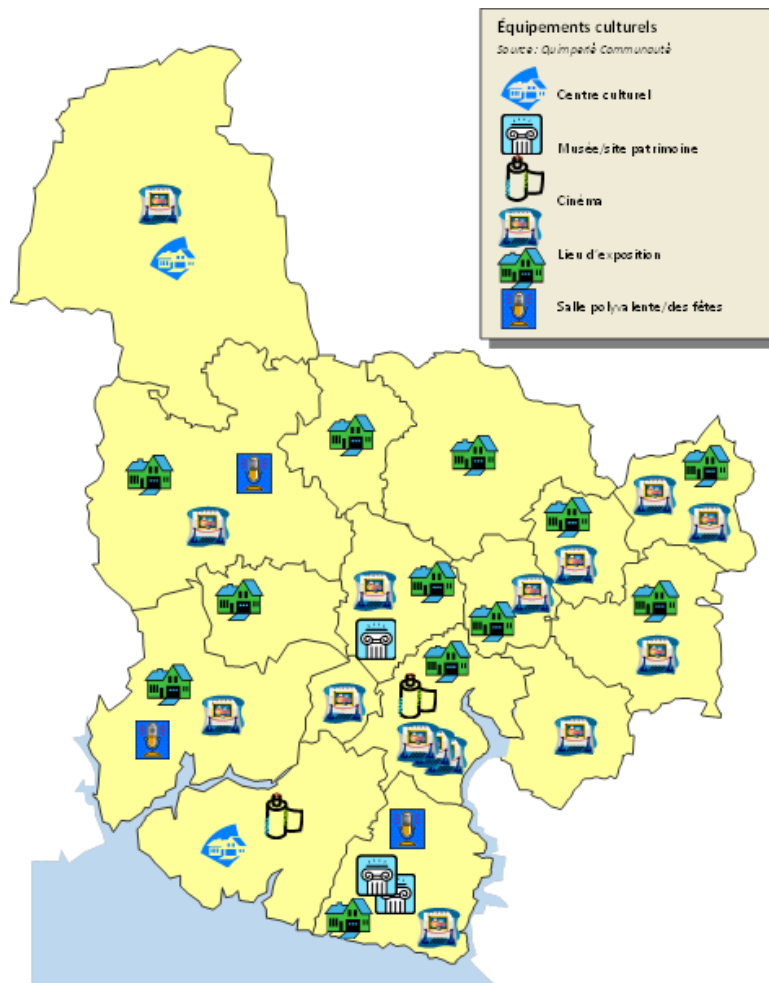 Équipements culturels
Source : Quimperlé Communauté
Centre culturel
Musée/site patrimoine
Cinéma
Lieu d'exposition
Salle polyvalente/des fêtes